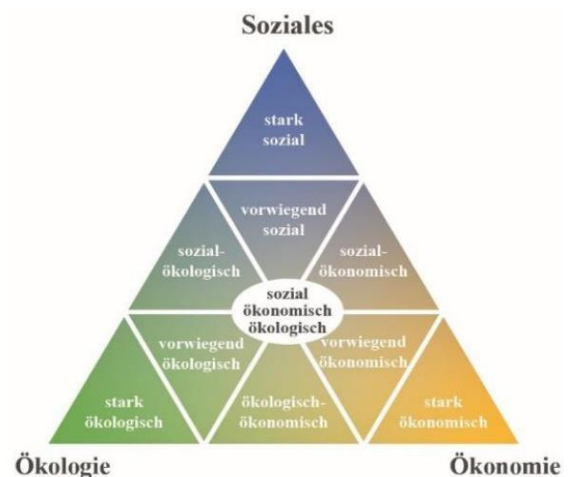 Soziales
stark
sozial
vorwiegend
sozial
sozial-
ökologisch
sozial-
ökonomisch
sozial
ökonomisch
ökologisch
vorwiegend
ökologisch
vorwiegend
ökonomisch
stark
ökologisch
ökologisch-
ökonomisch
stark
ökonomisch
Ökologie
Ökonomie